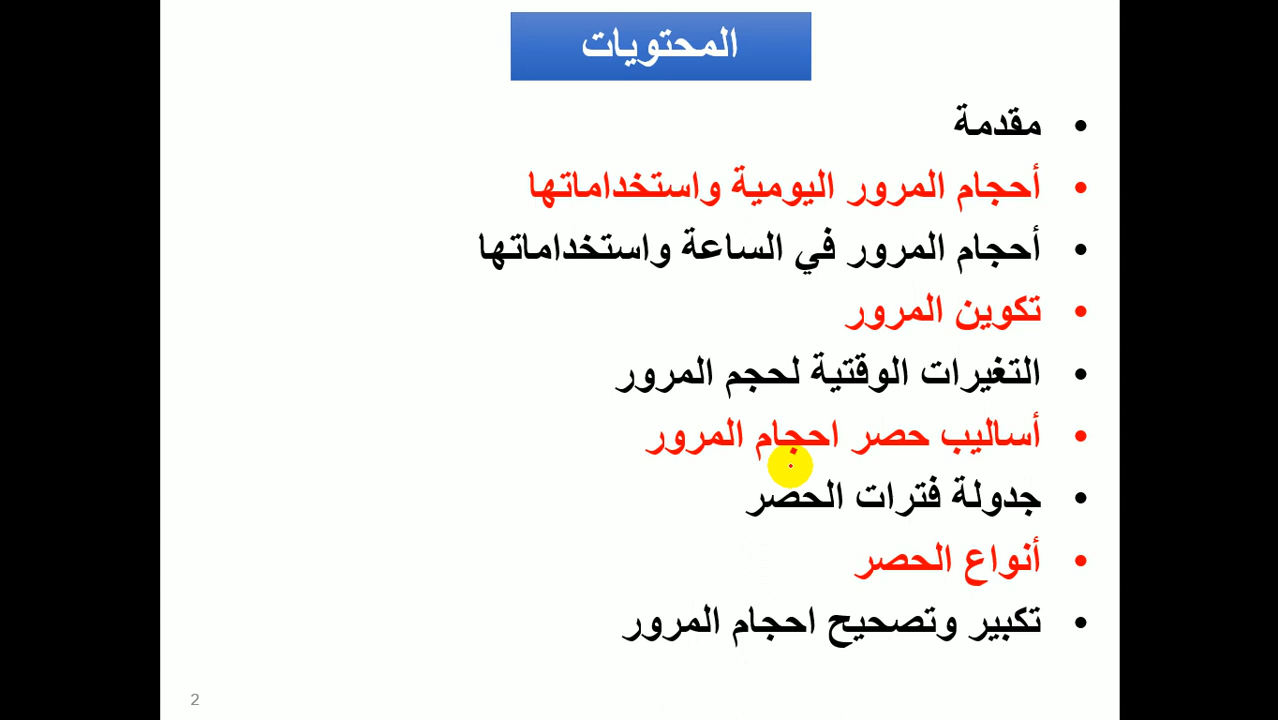 المحتويات
• مقدمة
• أحجام المرور اليومية واستخداماتها
• أحجام المرور في الساعة واستخداماتها
• تكوين المرور
• التغيرات الوقتية لحجم المرور
• أساليب حصر احجام المرور
• جدولة فترات الحصر
• أنواع الحصر
• تكبير وتصحيح احجام المرور
2